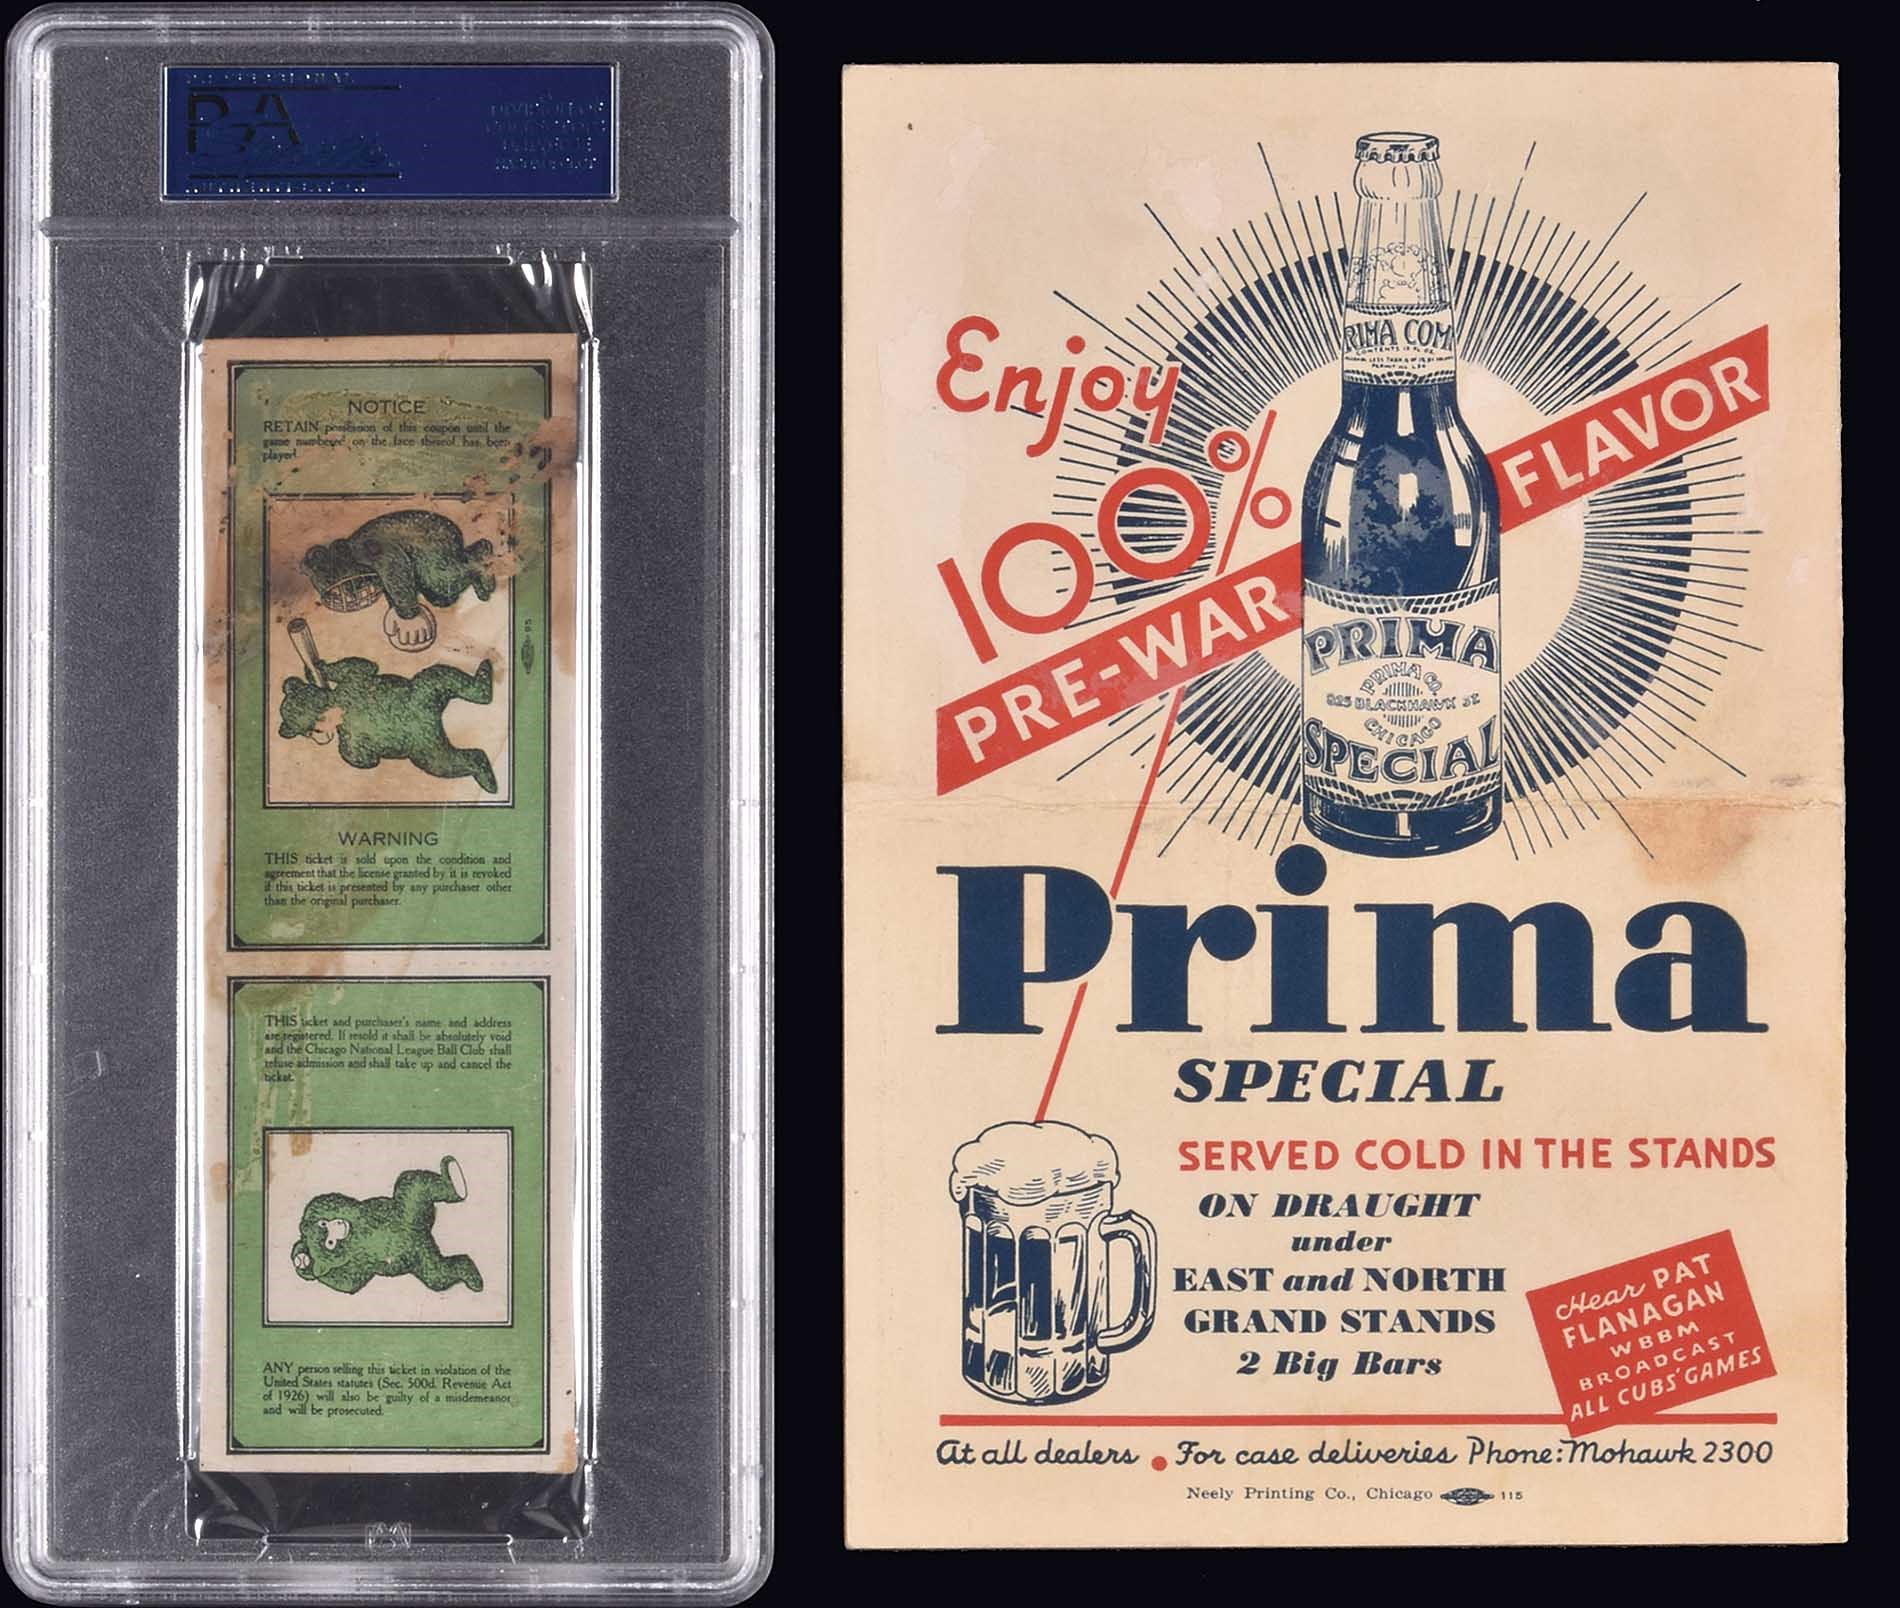 PSA
NOTICE
RETAIN possession of this coupon until the
game numbered on the face thereof has been
played.
95
WARNING
THIS ticket is sold upon the condition and
agreement that the license granted by it is revoked
if this ticket is presented by any purchaser other
than the original purchaser.
THIS ticket and purchaser's name and address
are registered. If resold it shall be absolutely void
and the Chicago National League Ball Club shall
refuse admission and shall take up and cancel the
ticket.
ANY person selling this ticket in violation of the
United States statutes (Sec. 500d. Revenue Act
of 1926) will also be guilty of a misdemeanor
and will be prosecuted.
RIMA COM
Enjoy
100%
PRE-WAR FLAVOR
PRIMA
PRIMA CO.
825 BLACKHAWK ST.
CHICAGO
SPECIAL
Prima
SPECIAL
SERVED COLD IN THE STANDS
ON DRAUGHT
under
EAST and NORTH
GRAND STANDS
2 Big Bars
Hear PAT
FLANAGAN
WBBM
BROADCAST
ALL CUBS' GAMES
At all dealers • For case deliveries Phone: Mohawk 2300
Neely Printing Co., Chicago 115